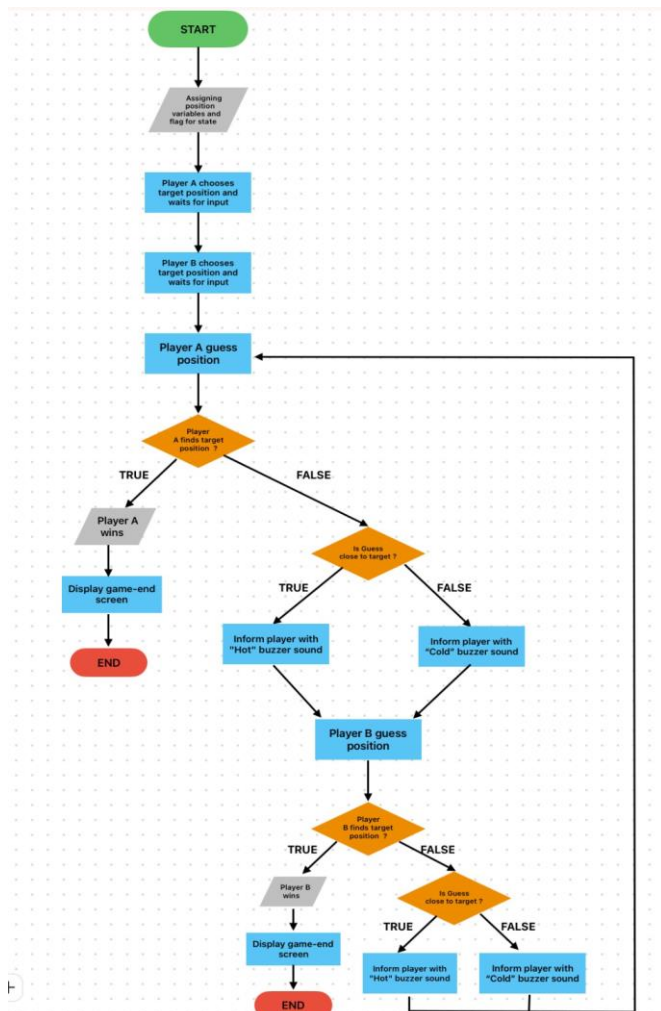 START
Assigning
position
variables and
flag for state
Player A chooses
target position and
waits for input
Player B chooses
target position and
waits for input
Player A guess
position
Player
A finds target
position ?
TRUE
FALSE
Player A
wins
Display game-end
screen
END
Is Guess
close to target ?
TRUE
FALSE
Inform player with
"Hot" buzzer sound
Inform player with
"Cold" buzzer sound
Player B guess
position
Player
B finds target
position ?
TRUE
FALSE
Player B
wins
Display game-end
screen
END
Is Guess
close to target ?
TRUE
FALSE
Inform player with
"Hot" buzzer sound
Inform player with
"Cold" buzzer sound